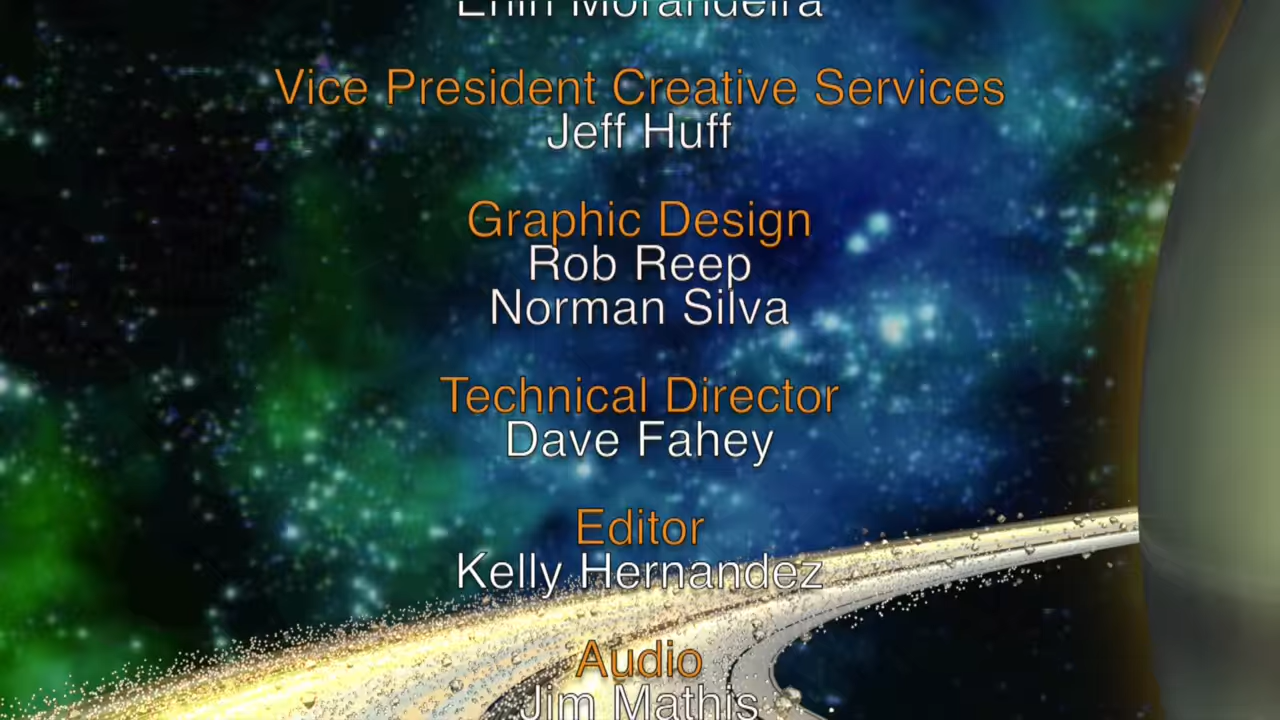 Vice President Creative Services
Jeff Huff
Graphic Design
Rob Reep
Norman Silva
Technical Director
Dave Fahey
Editor
Kelly Hernandez
Audio
Jim Mathis